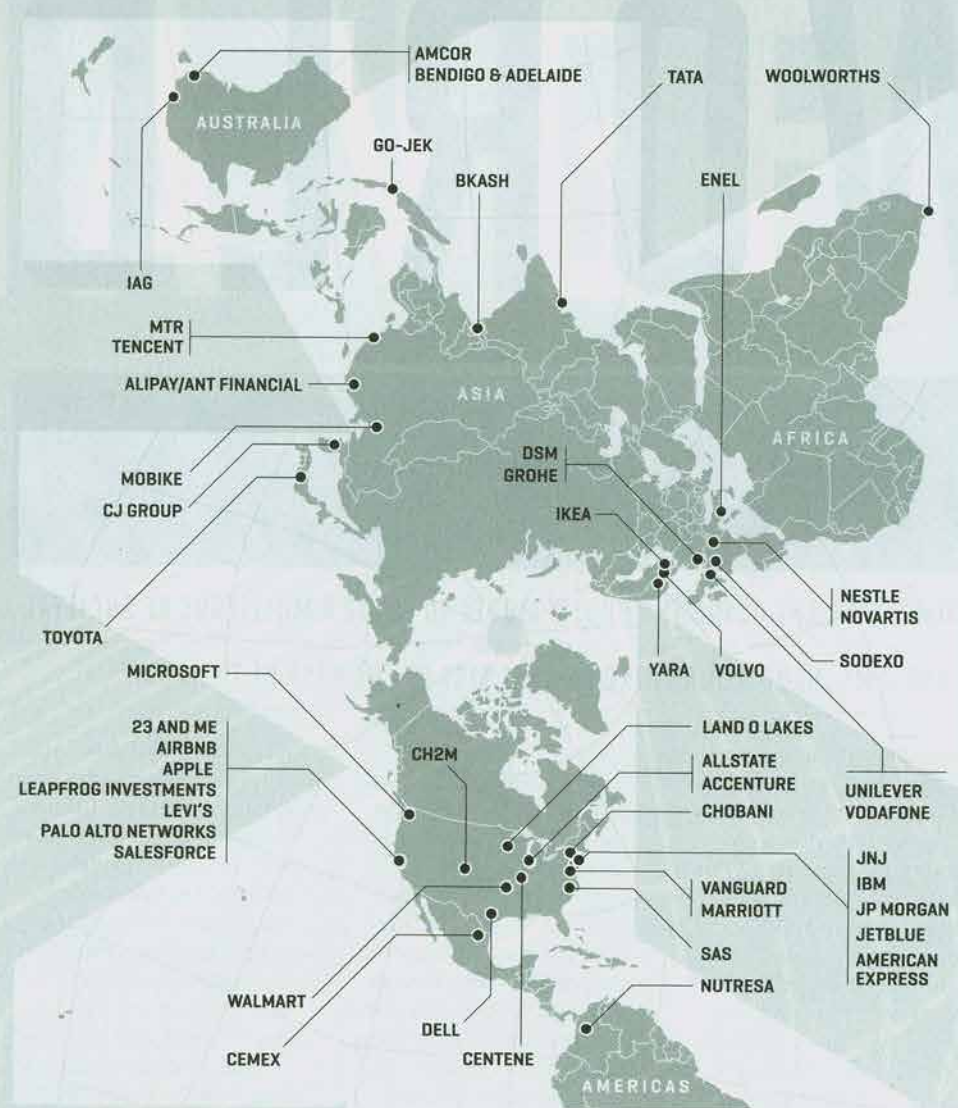 AMCOR
BENDIGO & ADELAIDE
TATA
WOOLWORTHS
AUSTRALIA
GO-JEK
BKASH
ENEL
IAG
MTR
TENCENT
ALIPAY/ANT FINANCIAL
ASIA
AFRICA
MOBIKE
CJ GROUP
DSM
GROHE
IKEA
TOYOTA
NESTLE
NOVARTIS
SODEXO
YARA
VOLVO
UNILEVER
VODAFONE
MICROSOFT
23 AND ME
AIRBNB
APPLE
LEAPFROG INVESTMENTS
LEVI'S
PALO ALTO NETWORKS
SALESFORCE
CH2M
LAND O LAKES
ALLSTATE
ACCENTURE
CHOBANI
JNJ
IBM
JP MORGAN
JETBLUE
AMERICAN
EXPRESS
VANGUARD
MARRIOTT
SAS
NUTRESA
WALMART
CEMEX
DELL
CENTENE
AMERICAS